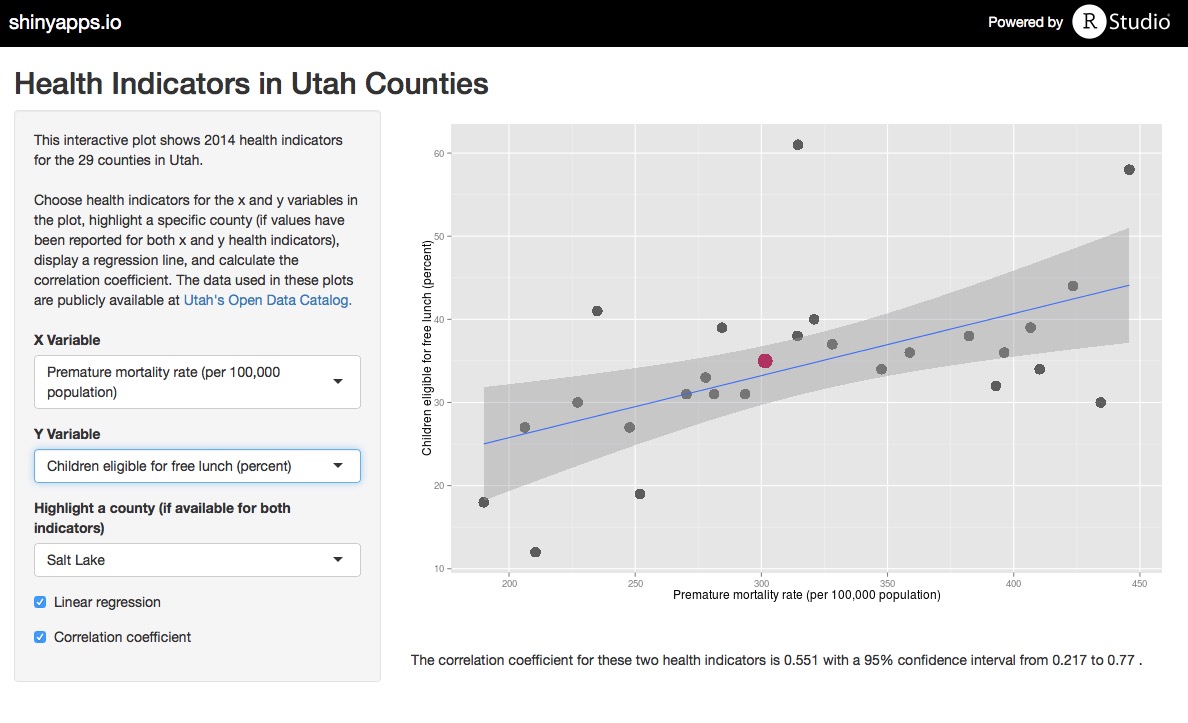 shinyapps.io
Powered by R Studio
Health Indicators in Utah Counties
This interactive plot shows 2014 health indicators
for the 29 counties in Utah.
Choose health indicators for the x and y variables in
the plot, highlight a specific county (if values have
been reported for both x and y health indicators),
display a regression line, and calculate the
correlation coefficient. The data used in these plots
are publicly available at Utah's Open Data Catalog.
X Variable
Premature mortality rate (per 100,000
population)
Y Variable
Children eligible for free lunch (percent)
Highlight a county (if available for both
indicators)
Salt Lake
Linear regression
Correlation coefficient
Children eligible for free lunch (percent)
60
50
40
30
20
10
200 250 300 350 400 450
Premature mortality rate (per 100,000 population)
The correlation coefficient for these two health indicators is 0.551 with a 95% confidence interval from 0.217 to 0.77 .